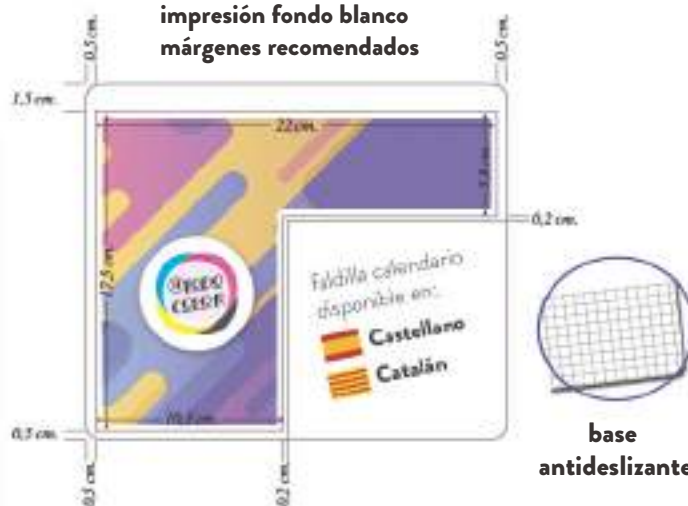 impresión fondo blanco
márgenes recomendados
0,5 cm.
0,5 cm.
1,5 cm.
22 cm.
0,2 cm.
17,5 cm.
Faldilla calendario
disponible en:
Castellano
Catalán
0,5 cm.
0,5 cm.
0,2 cm.
base
antideslizante